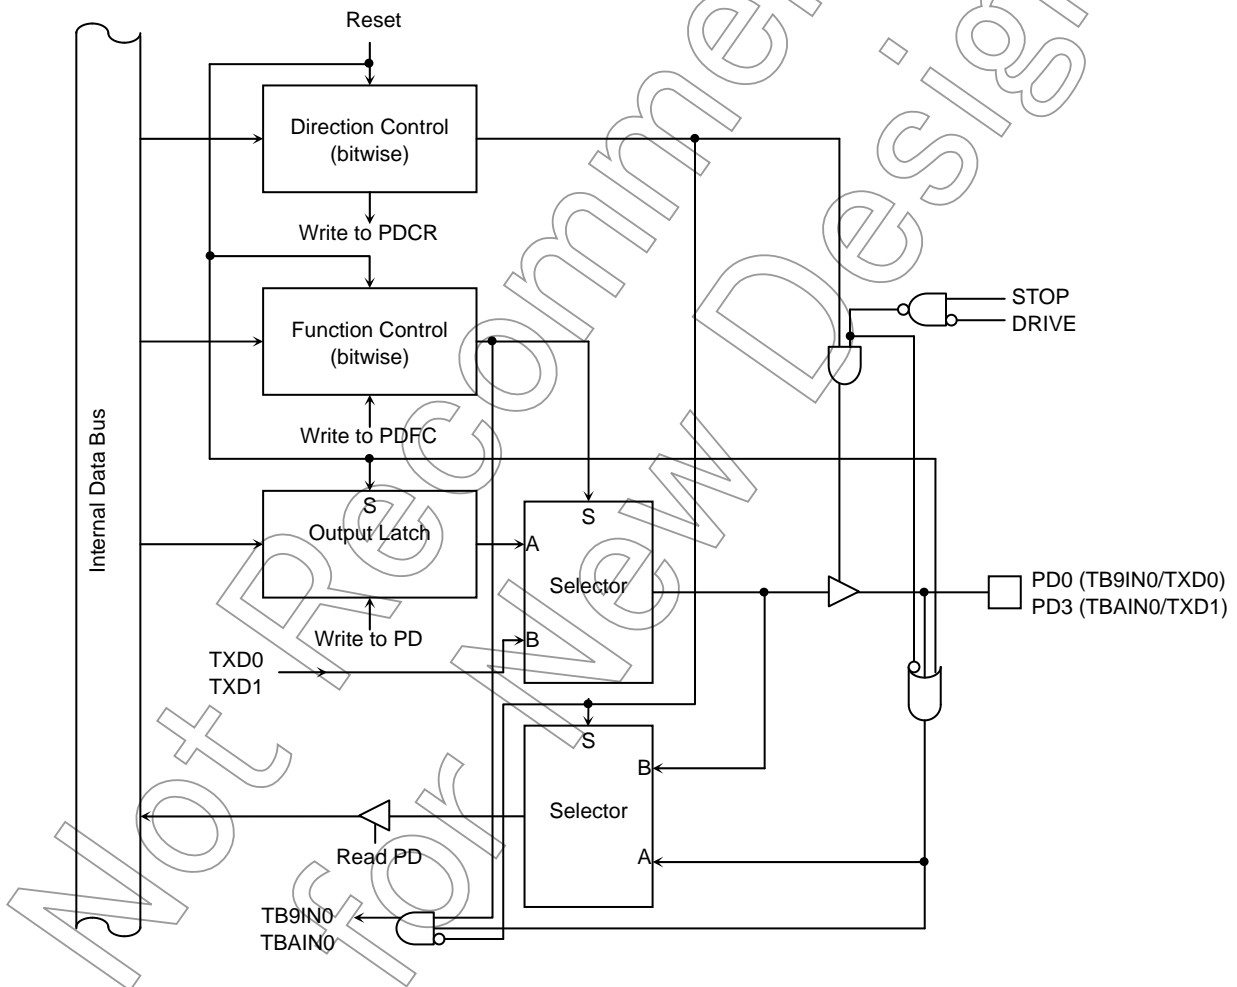 Reset
Direction Control
(bitwise)
Write to PDCR
Function Control
(bitwise)
Write to PDFC
STOP
DRIVE
Internal Data Bus
S
Output Latch
Write to PD
TXD0
TXD1
S
A
Selector
B
PD0 (TB9IN0/TXD0)
PD3 (TBAIN0/TXD1)
S
B
Selector
A
Read PD
TB9IN0
TBAIN0
Not Recommen
for New Design